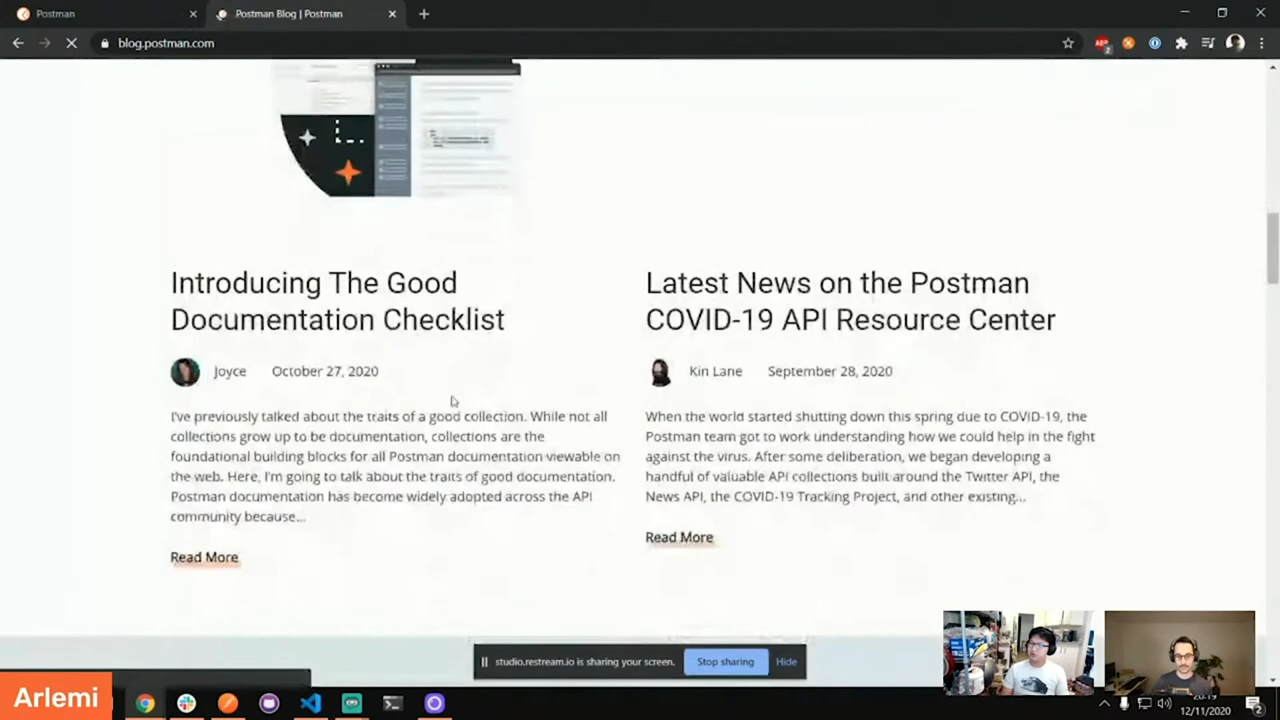 Postman
Postman Blog | Postman
blog.postman.com
ABP
2
Introducing The Good
Documentation Checklist
Joyce
October 27, 2020
I've previously talked about the traits of a good collection. While not all
collections grow up to be documentation, collections are the
foundational building blocks for all Postman documentation viewable on
the web. Here, I'm going to talk about the traits of good documentation.
Postman documentation has become widely adopted across the API
community because...
Read More
Latest News on the Postman
COVID-19 API Resource Center
Kin Lane
September 28, 2020
When the world started shutting down this spring due to COVID-19, the
Postman team got to work understanding how we could help in the fight
against the virus. After some deliberation, we began developing a
handful of valuable API collections built around the Twitter API, the
News API, the COVID-19 Tracking Project, and other existing...
Read More
studio.restream.io is sharing your screen.
Stop sharing
Hide
Arlemi
20:19
12/11/2020
2